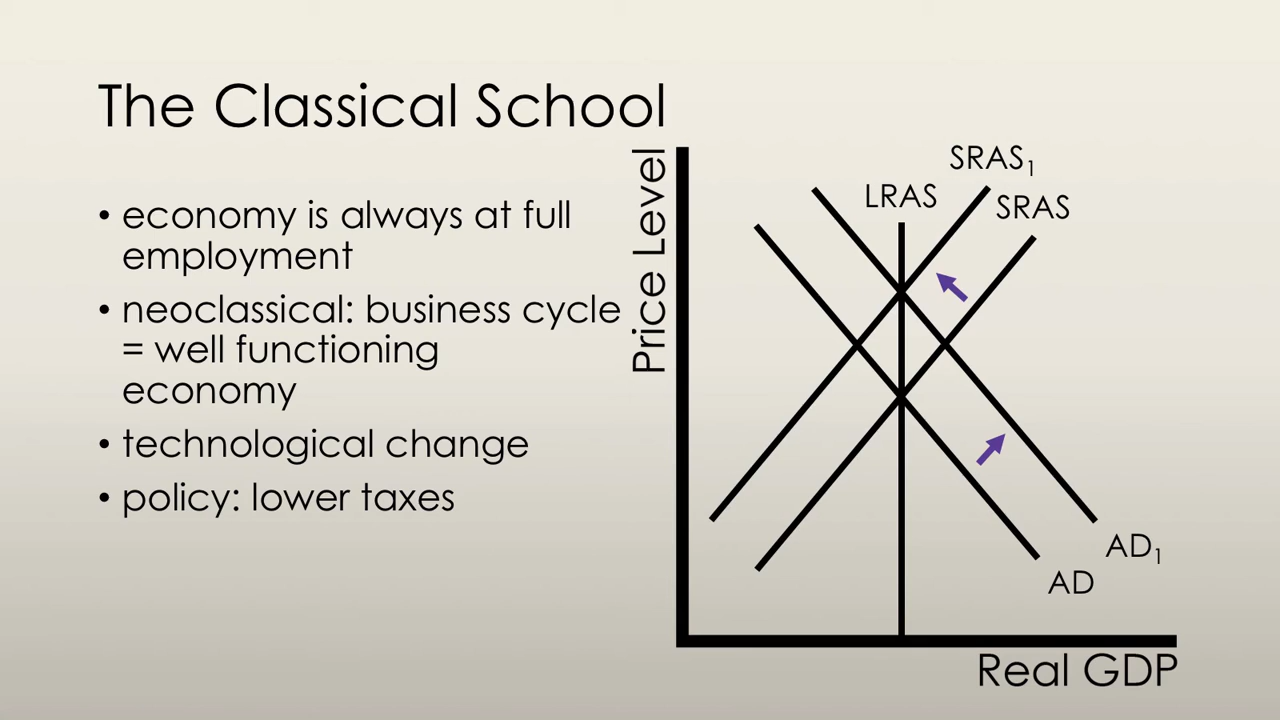 The Classical School
• economy is always at full
employment
• neoclassical: business cycle
= well functioning
economy
• technological change
• policy: lower taxes
Price Level
SRAS₁
LRAS
SRAS
AD₁
AD
Real GDP